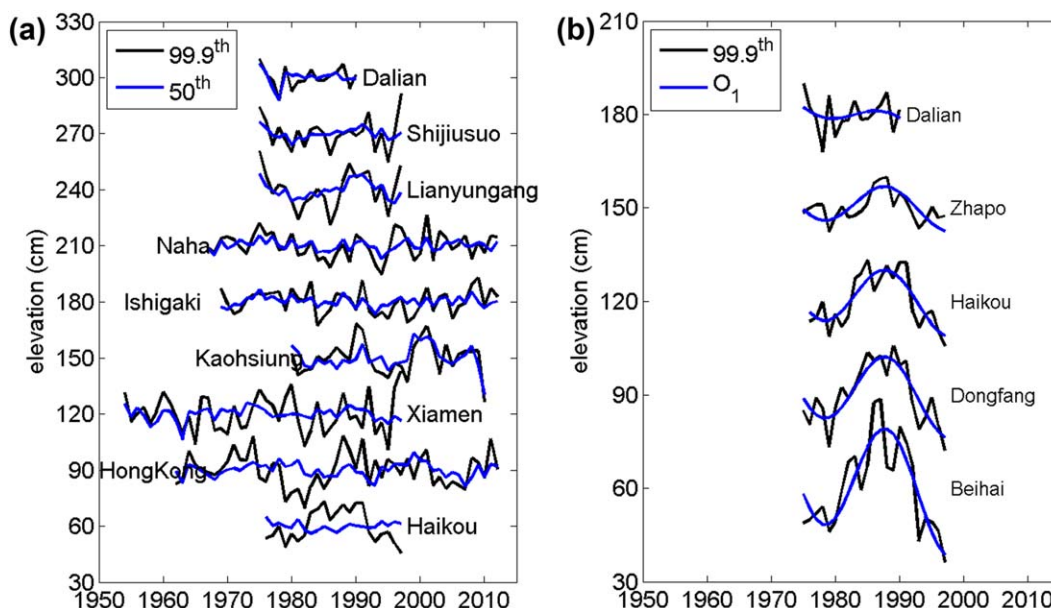 (a)
330
300
270
240
210
180
150
120
90
60
30
elevation (cm)
99.9th
50th
Dalian
Shijiusuo
Lianyungang
Naha
Ishigaki
Kaohsiung
Xiamen
HongKong
Haikou
1950 1960 1970 1980 1990 2000 2010
(b)
210
180
150
120
90
60
30
elevation (cm)
99.9th
O1
Dalian
Zhapo
Haikou
Dongfang
Beihai
1950 1960 1970 1980 1990 2000 2010